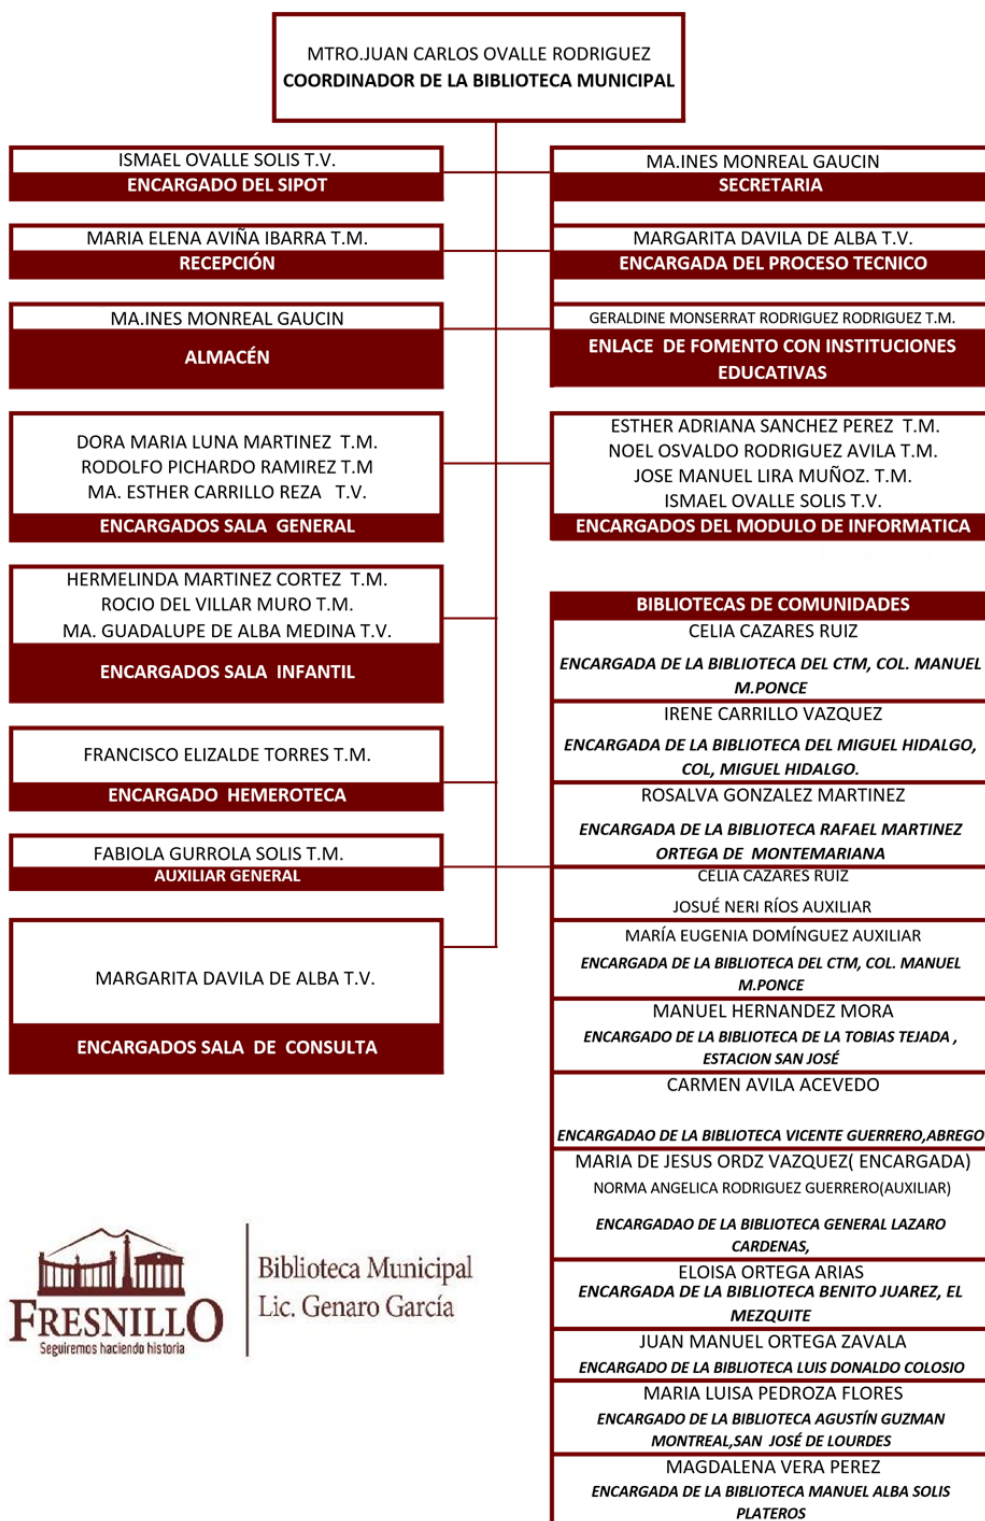 MTRO.JUAN CARLOS OVALLE RODRIGUEZ
COORDINADOR DE LA BIBLIOTECA MUNICIPAL
ISMAEL OVALLE SOLIS T.V.
ENCARGADO DEL SIPOT
MA.INES MONREAL GAUCIN
SECRETARIA
MARIA ELENA AVIÑA IBARRA T.M.
RECEPCIÓN
MARGARITA DAVILA DE ALBA T.V.
ENCARGADA DEL PROCESO TECNICO
MA.INES MONREAL GAUCIN
ALMACÉN
GERALDINE MONSERRAT RODRIGUEZ RODRIGUEZ T.M.
ENLACE DE FOMENTO CON INSTITUCIONES
EDUCATIVAS
DORA MARIA LUNA MARTINEZ T.M.
RODOLFO PICHARDO RAMIREZ T.M
MA. ESTHER CARRILLO REZA T.V.
ENCARGADOS SALA GENERAL
ESTHER ADRIANA SANCHEZ PEREZ T.M.
NOEL OSVALDO RODRIGUEZ AVILA T.M.
JOSE MANUEL LIRA MUÑOZ. T.M.
ISMAEL OVALLE SOLIS T.V.
ENCARGADOS DEL MODULO DE INFORMATICA
HERMELINDA MARTINEZ CORTEZ T.M.
ROCIO DEL VILLAR MURO T.M.
MA. GUADALUPE DE ALBA MEDINA T.V.
ENCARGADOS SALA INFANTIL
FRANCISCO ELIZALDE TORRES T.M.
ENCARGADO HEMEROTECA
FABIOLA GURROLA SOLIS T.M.
AUXILIAR GENERAL
MARGARITA DAVILA DE ALBA T.V.
ENCARGADOS SALA DE CONSULTA
BIBLIOTECAS DE COMUNIDADES
CELIA CAZARES RUIZ
ENCARGADA DE LA BIBLIOTECA DEL CTM, COL. MANUEL
M.PONCE
IRENE CARRILLO VAZQUEZ
ENCARGADA DE LA BIBLIOTECA DEL MIGUEL HIDALGO,
COL, MIGUEL HIDALGO.
ROSALVA GONZALEZ MARTINEZ
ENCARGADA DE LA BIBLIOTECA RAFAEL MARTINEZ
ORTEGA DE MONTEMARIANA
CELIA CAZARES RUIZ
JOSUÉ NERI RÍOS AUXILIAR
MARÍA EUGENIA DOMÍNGUEZ AUXILIAR
ENCARGADA DE LA BIBLIOTECA DEL CTM, COL. MANUEL
M.PONCE
MANUEL HERNANDEZ MORA
ENCARGADO DE LA BIBLIOTECA DE LA TOBIAS TEJADA ,
ESTACION SAN JOSÉ
CARMEN AVILA ACEVEDO
ENCARGADAO DE LA BIBLIOTECA VICENTE GUERRERO,ABREGO
MARIA DE JESUS ORDZ VAZQUEZ( ENCARGADA)
NORMA ANGELICA RODRIGUEZ GUERRERO(AUXILIAR)
ENCARGADAO DE LA BIBLIOTECA GENERAL LAZARO
CARDENAS,
ELOISA ORTEGA ARIAS
ENCARGADA DE LA BIBLIOTECA BENITO JUAREZ, EL
MEZQUITE
JUAN MANUEL ORTEGA ZAVALA
ENCARGADO DE LA BIBLIOTECA LUIS DONALDO COLOSIO
MARIA LUISA PEDROZA FLORES
ENCARGADO DE LA BIBLIOTECA AGUSTÍN GUZMAN
MONTREAL,SAN JOSÉ DE LOURDES
MAGDALENA VERA PEREZ
ENCARGADA DE LA BIBLIOTECA MANUEL ALBA SOLIS
PLATEROS
FRESNILLO
Seguiremos haciendo historia
Biblioteca Municipal
Lic. Genaro García